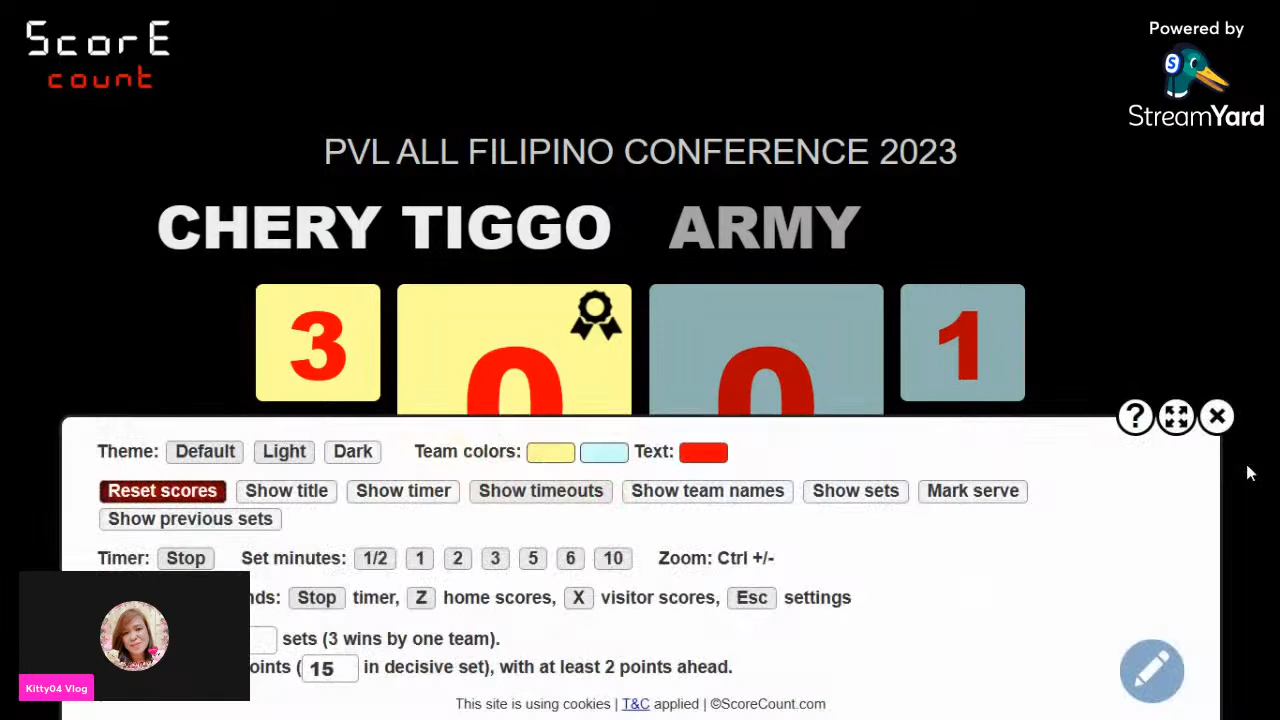 ScorE
count
Powered by
StreamYard
PVL ALL FILIPINO CONFERENCE 2023
CHERY TIGGO ARMY
3 0 0 1
Theme: Default Light Dark Team colors: Text:
Reset scores Show title Show timer Show timeouts Show team names Show sets Mark serve
Show previous sets
Timer: Stop Set minutes: 1/2 1 2 3 5 6 10 Zoom: Ctrl +/-
nds: Stop timer, Z home scores, X visitor scores, Esc settings
sets (3 wins by one team).
oints ( 15 in decisive set), with at least 2 points ahead.
Kitty04 Vlog
This site is using cookies | T&C applied | ©ScoreCount.com